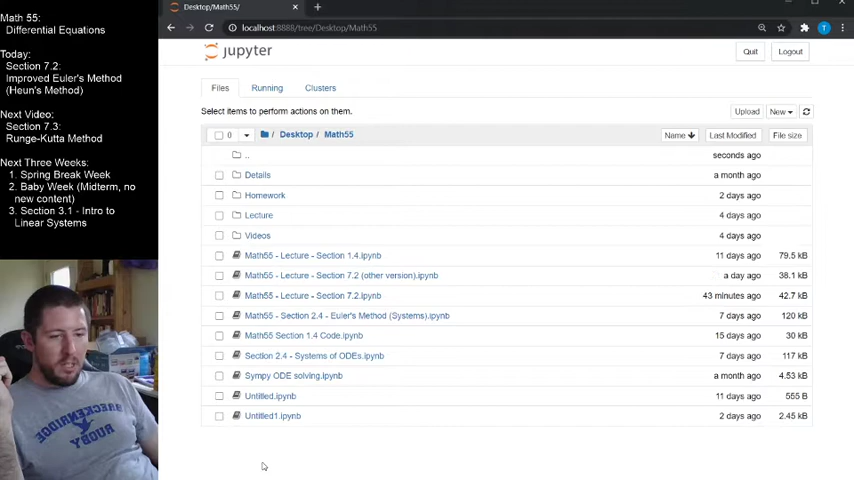 Math 55:
Differential Equations
Today:
Section 7.2:
Improved Euler's Method
(Heun's Method)
Next Video:
Section 7.3:
Runge-Kutta Method
Next Three Weeks:
1. Spring Break Week
2. Baby Week (Midterm, no
new content)
3. Section 3.1 - Intro to
Linear Systems
Desktop/Math55/
localhost:8888/tree/Desktop/Math55
T
jupyter
Quit
Logout
Files
Running
Clusters
Select items to perform actions on them.
Upload
New
0
/ Desktop / Math55
Name
Last Modified
File size
..
seconds ago
Details
a month ago
Homework
2 days ago
Lecture
4 days ago
Videos
4 days ago
Math55 - Lecture - Section 1.4.ipynb
11 days ago
79.5 kB
Math55 - Lecture - Section 7.2 (other version).ipynb
a day ago
38.1 kB
Math55 - Lecture - Section 7.2.ipynb
43 minutes ago
42.7 kB
Math55 - Section 2.4 - Euler's Method (Systems).ipynb
7 days ago
120 kB
Math55 Section 1.4 Code.ipynb
15 days ago
30 kB
Section 2.4 - Systems of ODEs.ipynb
7 days ago
117 kB
Sympy ODE solving.ipynb
a month ago
4.53 kB
Untitled.ipynb
11 days ago
555 B
Untitled1.ipynb
2 days ago
2.45 kB
BRECKENRIDGE
RUGBY